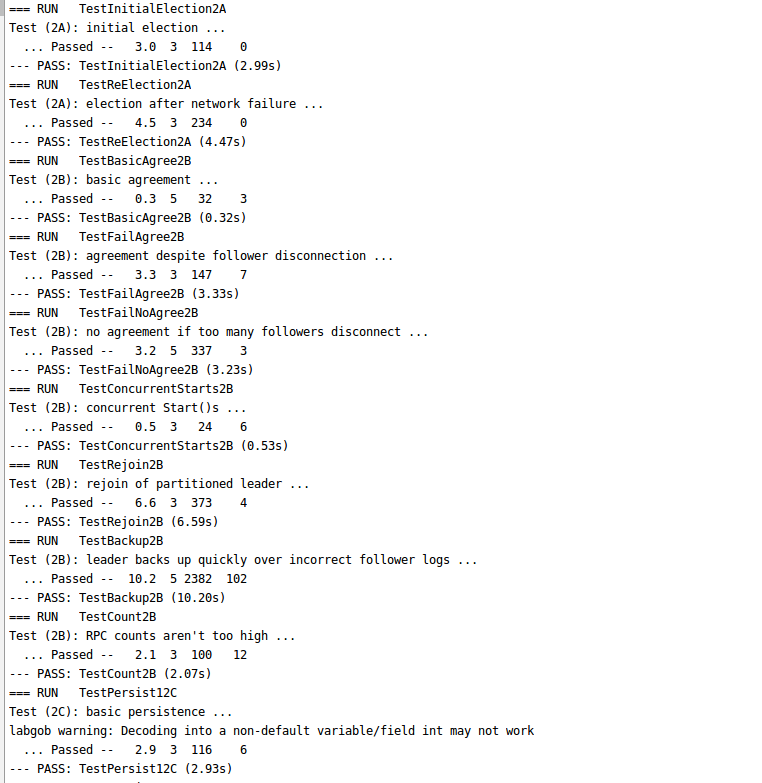 === RUN   TestInitialElection2A
Test (2A): initial election ...
  ... Passed --   3.0  3  114    0
--- PASS: TestInitialElection2A (2.99s)
=== RUN   TestReElection2A
Test (2A): election after network failure ...
  ... Passed --   4.5  3  234    0
--- PASS: TestReElection2A (4.47s)
=== RUN   TestBasicAgree2B
Test (2B): basic agreement ...
  ... Passed --   0.3  5   32    3
--- PASS: TestBasicAgree2B (0.32s)
=== RUN   TestFailAgree2B
Test (2B): agreement despite follower disconnection ...
  ... Passed --   3.3  3  147    7
--- PASS: TestFailAgree2B (3.33s)
=== RUN   TestFailNoAgree2B
Test (2B): no agreement if too many followers disconnect ...
  ... Passed --   3.2  5  337    3
--- PASS: TestFailNoAgree2B (3.23s)
=== RUN   TestConcurrentStarts2B
Test (2B): concurrent Start()s ...
  ... Passed --   0.5  3   24    6
--- PASS: TestConcurrentStarts2B (0.53s)
=== RUN   TestRejoin2B
Test (2B): rejoin of partitioned leader ...
  ... Passed --   6.6  3  373    4
--- PASS: TestRejoin2B (6.59s)
=== RUN   TestBackup2B
Test (2B): leader backs up quickly over incorrect follower logs ...
  ... Passed --  10.2  5 2382  102
--- PASS: TestBackup2B (10.20s)
=== RUN   TestCount2B
Test (2B): RPC counts aren't too high ...
  ... Passed --   2.1  3  100   12
--- PASS: TestCount2B (2.07s)
=== RUN   TestPersist12C
Test (2C): basic persistence ...
labgob warning: Decoding into a non-default variable/field int may not work
  ... Passed --   2.9  3  116    6
--- PASS: TestPersist12C (2.93s)